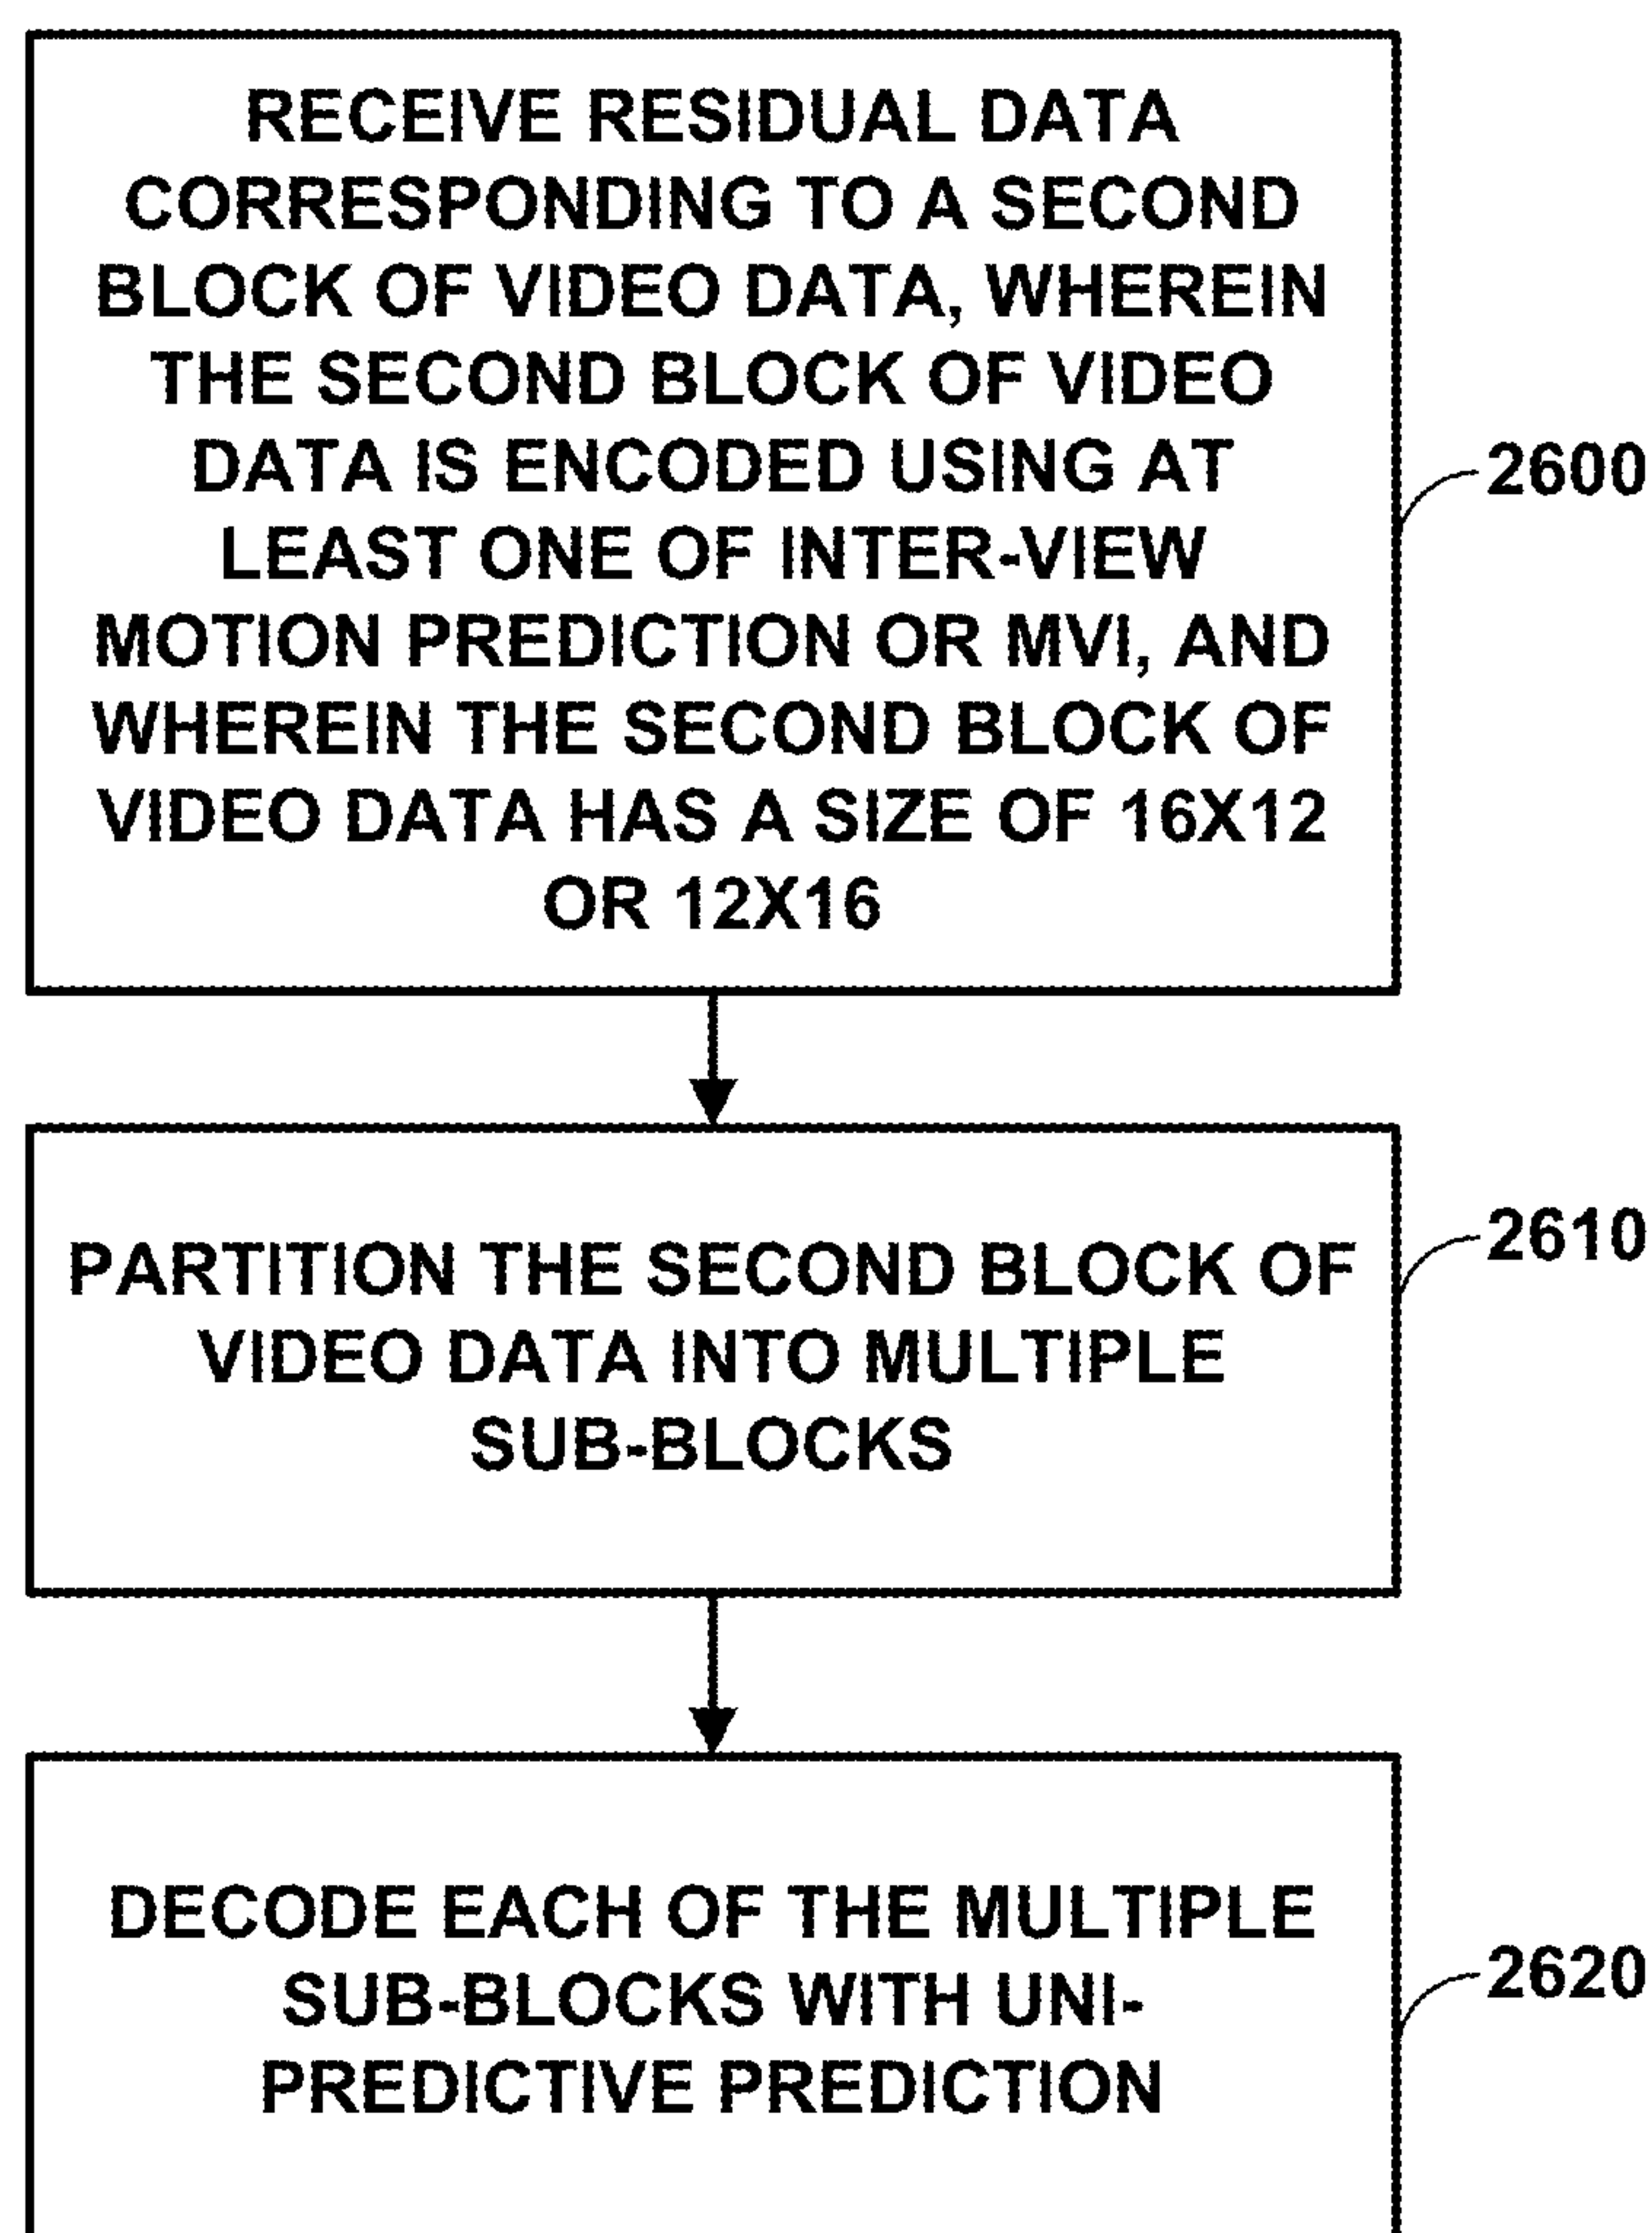 RECEIVE RESIDUAL DATA
CORRESPONDING TO A SECOND
BLOCK OF VIDEO DATA, WHEREIN
THE SECOND BLOCK OF VIDEO
DATA IS ENCODED USING AT
LEAST ONE OF INTER-VIEW
MOTION PREDICTION OR MVI, AND
WHEREIN THE SECOND BLOCK OF
VIDEO DATA HAS A SIZE OF 16X12
OR 12X16
2600
PARTITION THE SECOND BLOCK OF
VIDEO DATA INTO MULTIPLE
SUB-BLOCKS
2610
DECODE EACH OF THE MULTIPLE
SUB-BLOCKS WITH UNI-
PREDICTIVE PREDICTION
2620